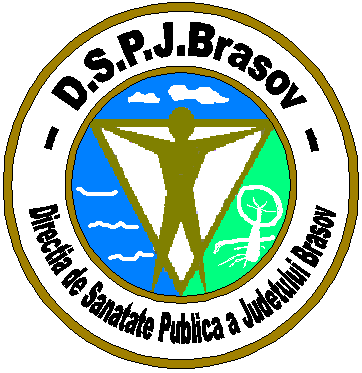 - D.S.P.J.Brasov -
Directia de Sanatate Publica a Judetului Brasov